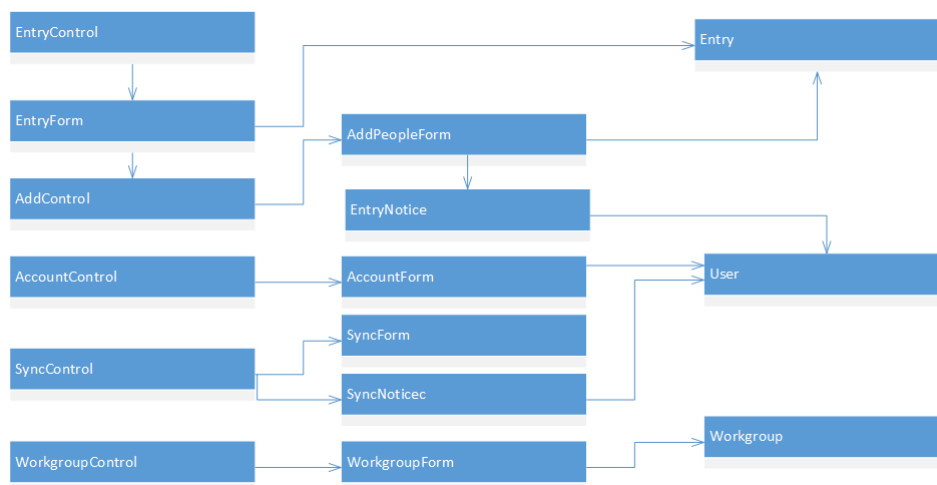 EntryControl
Entry
EntryForm
AddPeopleForm
AddControl
EntryNotice
AccountControl
AccountForm
User
SyncForm
SyncControl
SyncNoticec
Workgroup
WorkgroupControl
WorkgroupForm